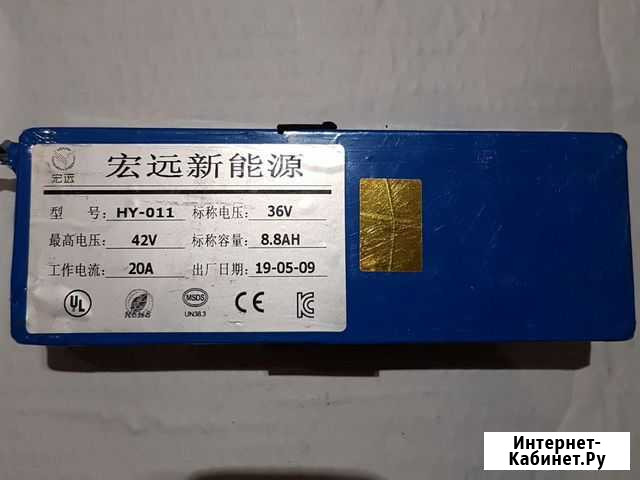 宏远
宏远新能源
型 号: HY-011 标称电压: 36V
最高电压: 42V 标称容量: 8.8AH
工作电流: 20A 出厂日期: 19-05-09
UL
RoHS
MSDS
UN38.3
CE
Интернет-
Кабинет.Ру